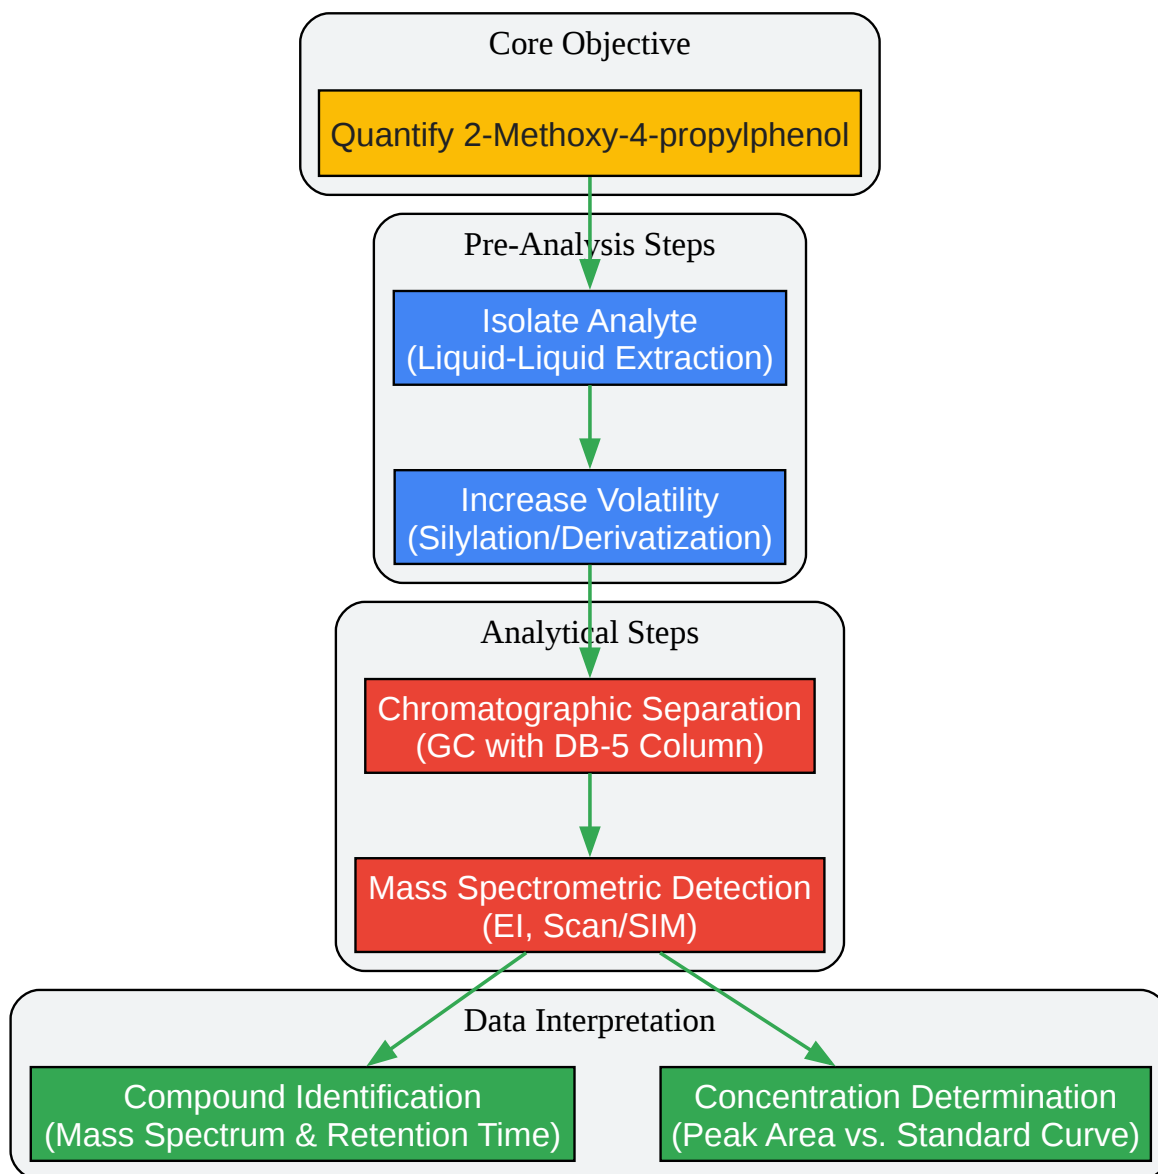 Core Objective
Quantify 2-Methoxy-4-propylphenol
Pre-Analysis Steps
Isolate Analyte
(Liquid-Liquid Extraction)
Increase Volatility
(Silylation/Derivatization)
Analytical Steps
Chromatographic Separation
(GC with DB-5 Column)
Mass Spectrometric Detection
(EI, Scan/SIM)
Data Interpretation
Compound Identification
(Mass Spectrum & Retention Time)
Concentration Determination
(Peak Area vs. Standard Curve)